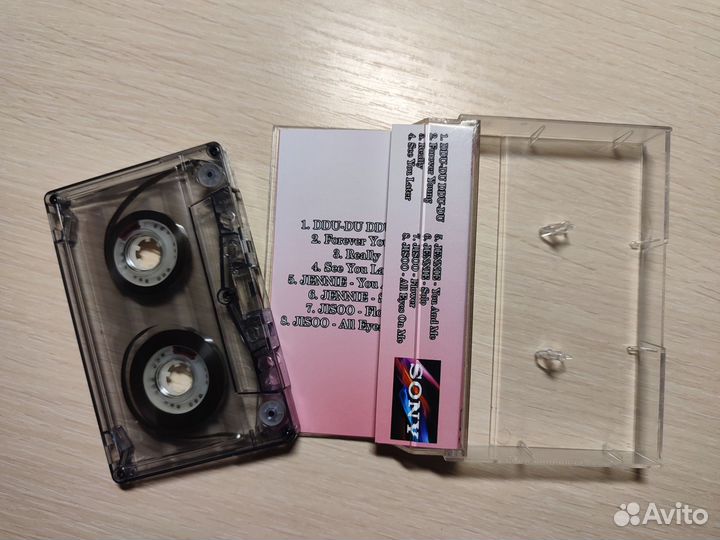 1. DDU-DU DDU
2. Forever You
3. Really
4. See You La
5. JENNIE - You A
6. JENNIE - S
7. JISOO - Flo
8. JISOO - All Eyes
1. DDU-DU DDU-DU
2. Forever Young
3. Really
4. See You Later
5. JENNIE - You And Me
6. JENNIE - Solo
7. JISOO - Flower
8. JISOO - All Eyes On Me
SONY
Avito